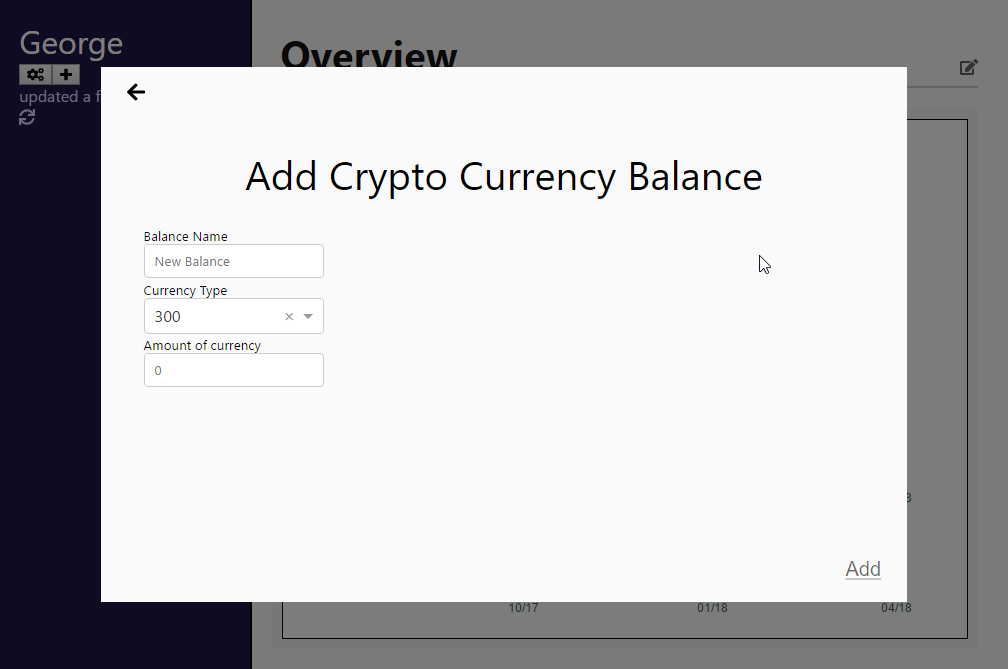 George
Overview
updated a f
Add Crypto Currency Balance
Balance Name
New Balance
Currency Type
300
Amount of currency
0
Add
10/17
01/18
04/18